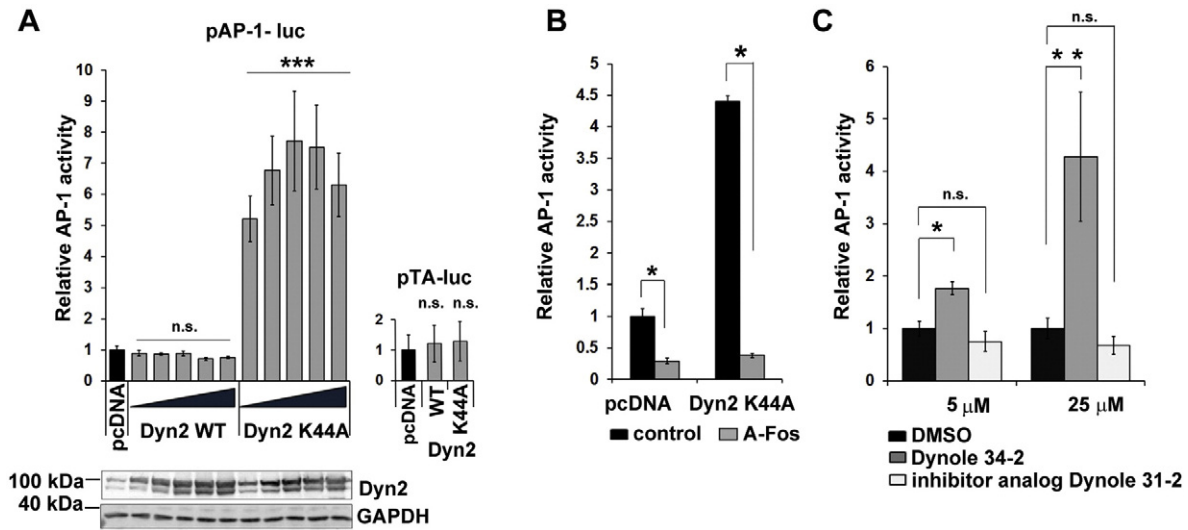 A
pAP-1- luc
***
Relative AP-1 activity
10
9
8
7
6
5
4
3
2
1
0
n.s.
pcDNA
Dyn2 WT
Dyn2 K44A
pTA-luc
n.s. n.s.
2
1
0
pcDNA
WT
K44A
Dyn2
100 kDa
40 kDa
Dyn2
GAPDH
B
*
Relative AP-1 activity
5
4.5
4
3.5
3
2.5
2
1.5
1
0.5
0
*
pcDNA Dyn2 K44A
control A-Fos
C
n.s.
**
Relative AP-1 activity
6
5
4
3
2
1
0
n.s.
*
5 μM 25 μM
DMSO
Dynole 34-2
inhibitor analog Dynole 31-2